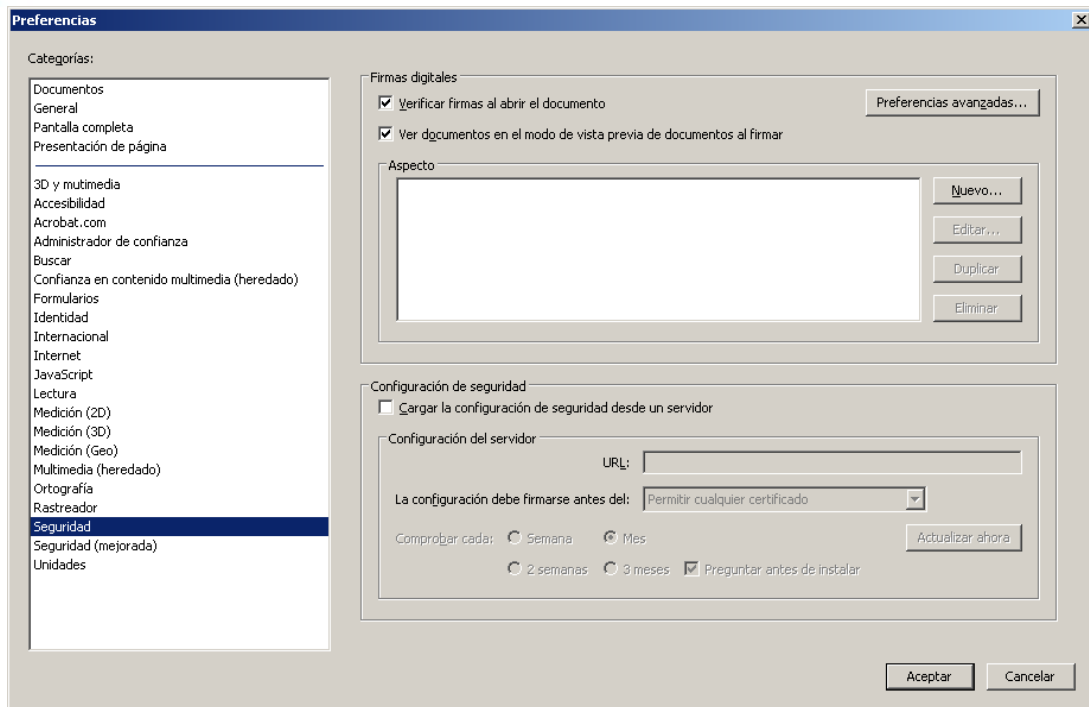 Preferencias
Categorías:
Documentos
General
Pantalla completa
Presentación de página
3D y mutimedia
Accesibilidad
Acrobat.com
Administrador de confianza
Buscar
Confianza en contenido multimedia (heredado)
Formularios
Identidad
Internacional
Internet
JavaScript
Lectura
Medición (2D)
Medición (3D)
Medición (Geo)
Multimedia (heredado)
Ortografía
Rastreador
Seguridad
Seguridad (mejorada)
Unidades
Firmas digitales
Verificar firmas al abrir el documento
Preferencias avanzadas...
Ver documentos en el modo de vista previa de documentos al firmar
Aspecto
Nuevo...
Editar...
Duplicar
Eliminar
Configuración de seguridad
Cargar la configuración de seguridad desde un servidor
Configuración del servidor
URL:
La configuración debe firmarse antes del: Permitir cualquier certificado
Comprobar cada: Semana Mes Actualizar ahora
2 semanas 3 meses Preguntar antes de instalar
Aceptar Cancelar